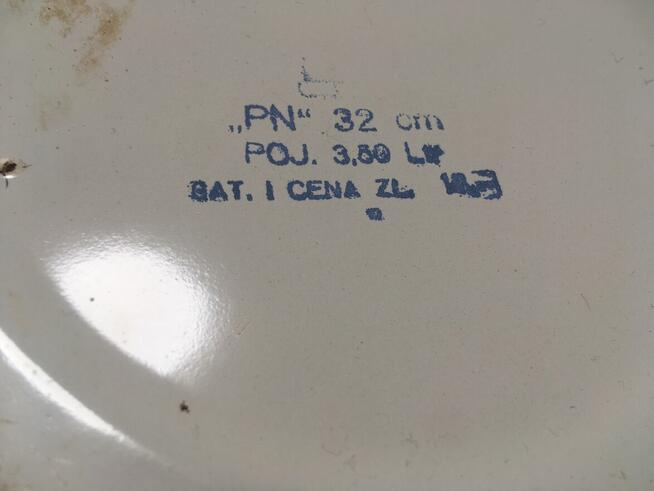 „PN“ 32 cm
POJ. 3,50
GAT. I CENA ZŁ